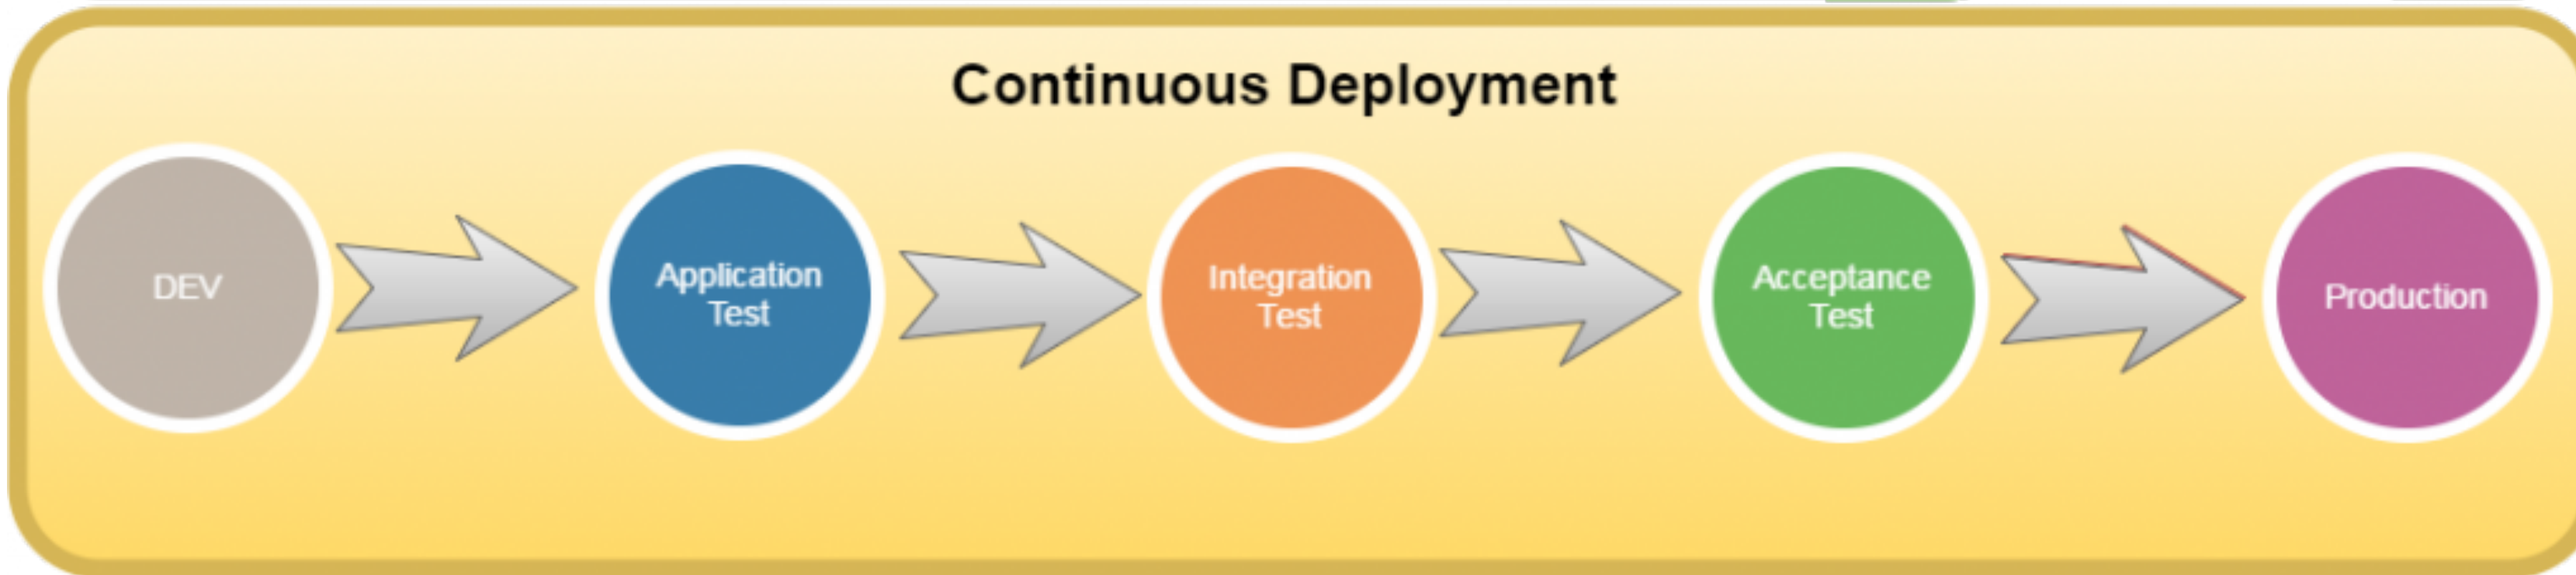 Continuous Deployment
DEV
Application
Test
Integration
Test
Acceptance
Test
Production